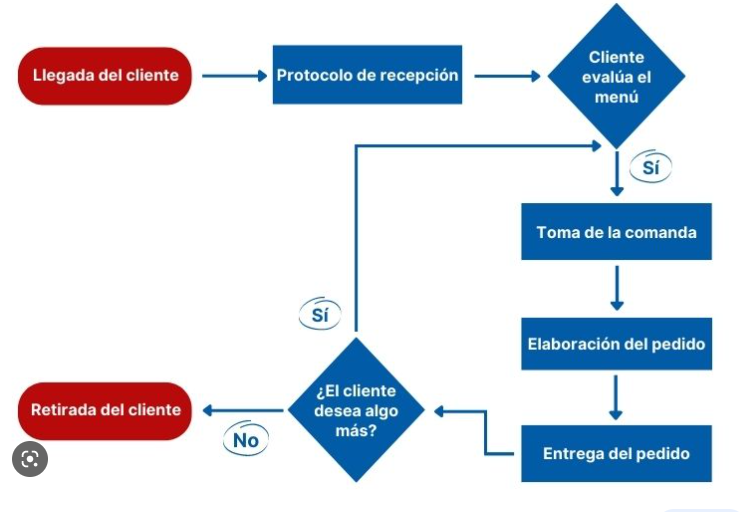 Llegada del cliente
Protocolo de recepción
Cliente
evalúa el
menú
Sí
Toma de la comanda
Elaboración del pedido
Entrega del pedido
¿El cliente
desea algo
más?
Sí
No
Retirada del cliente